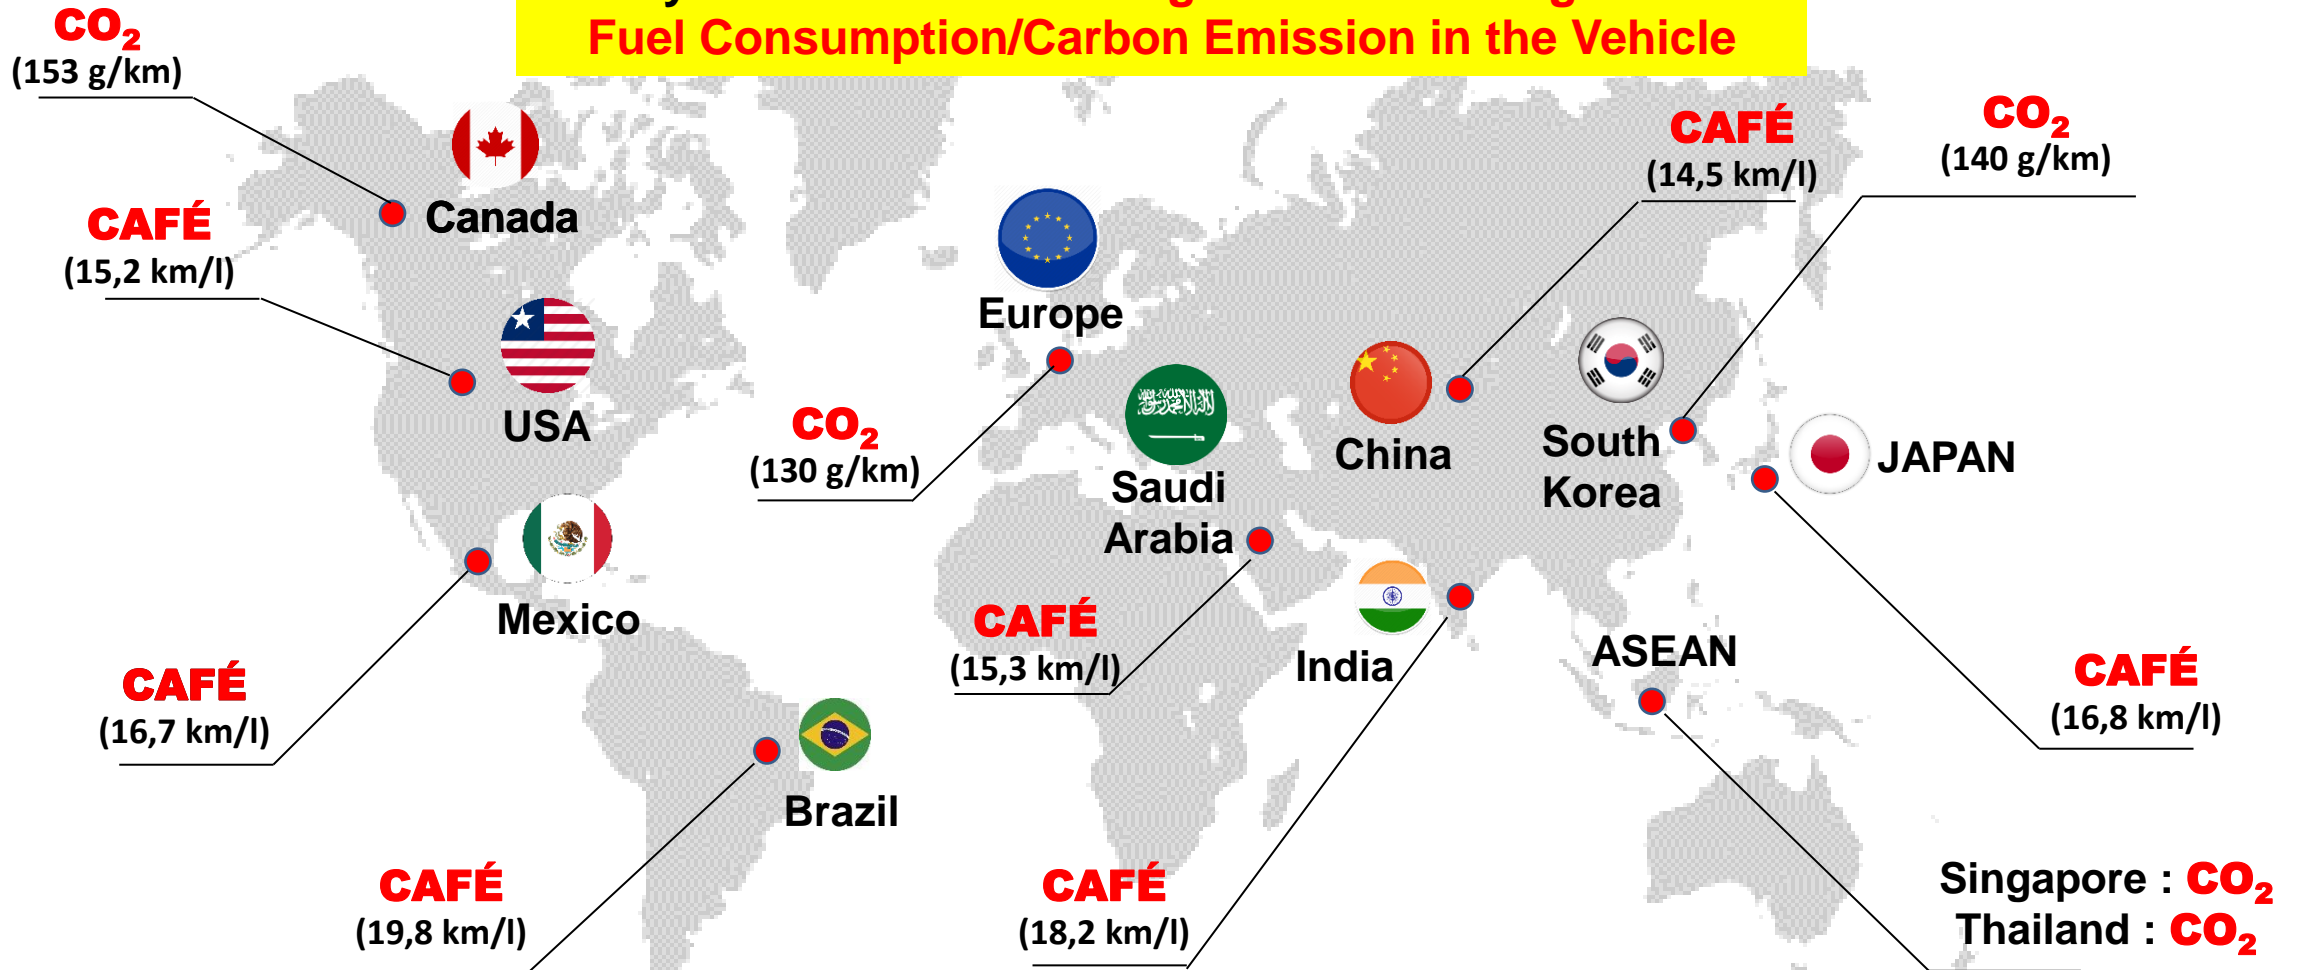 Fuel Consumption/Carbon Emission in the Vehicle
CO₂
(153 g/km)
Canada
CAFÉ
(15,2 km/l)
USA
Europe
CO₂
(130 g/km)
CAFÉ
(14,5 km/l)
China
CO₂
(140 g/km)
South
Korea
JAPAN
CAFÉ
(16,8 km/l)
Saudi
Arabia
CAFÉ
(15,3 km/l)
India
CAFÉ
(18,2 km/l)
Mexico
CAFÉ
(16,7 km/l)
Brazil
CAFÉ
(19,8 km/l)
ASEAN
Singapore : CO₂
Thailand : CO₂